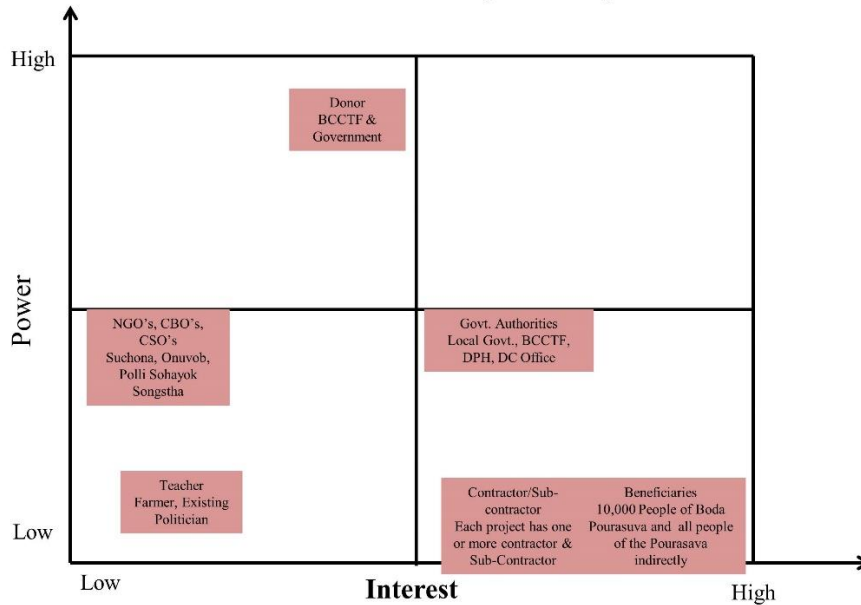 High
Donor
BCCTF &
Government
Power
NGO's, CBO's,
CSO's
Suchona, Onuvob,
Polli Sohayok
Songstha
Govt. Authorities
Local Govt., BCCTF,
DPH, DC Office
Teacher
Farmer, Existing
Politician
Contractor/Sub-
contractor
Each project has one
or more contractor &
Sub-Contractor
Beneficiaries
10,000 People of Boda
Pourasuva and all people
of the Pourasava
indirectly
Low
Low
Interest
High